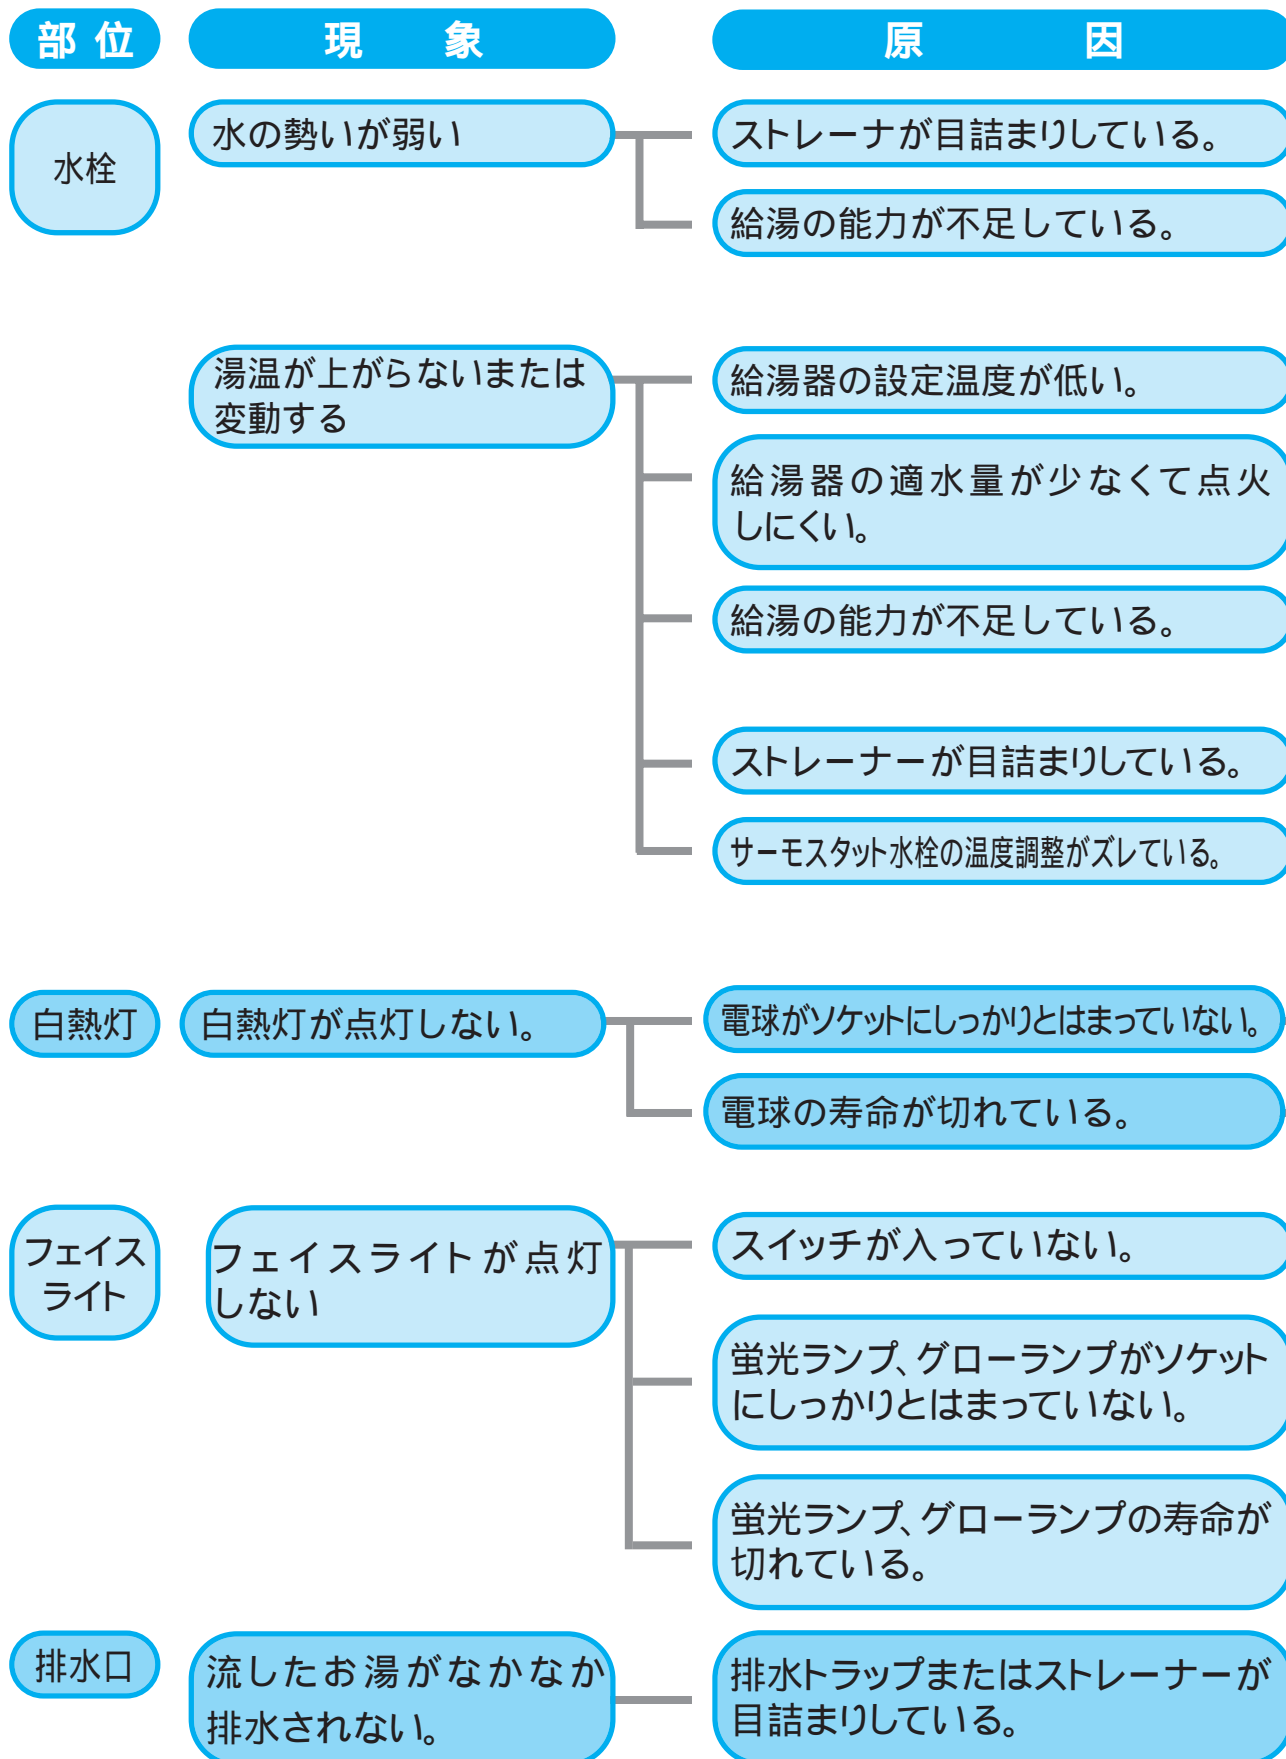 部位 現象 原因
水栓
水の勢いが弱い
ストレーナが目詰まりしている。
給湯の能力が不足している。
湯温が上がらないまたは
変動する
給湯器の設定温度が低い。
給湯器の適水量が少なくて点火
しにくい。
給湯の能力が不足している。
ストレーナーが目詰まりしている。
サーモスタット水栓の温度調整がズレている。
白熱灯
白熱灯が点灯しない。
電球がソケットにしっかりとはまっていない。
電球の寿命が切れている。
フェイス
ライト
フェイスライトが点灯
しない
スイッチが入っていない。
蛍光ランプ、グローランプがソケット
にしっかりとはまっていない。
蛍光ランプ、グローランプの寿命が
切れている。
排水口
流したお湯がなかなか
排水されない。
排水トラップまたはストレーナーが
目詰まりしている。